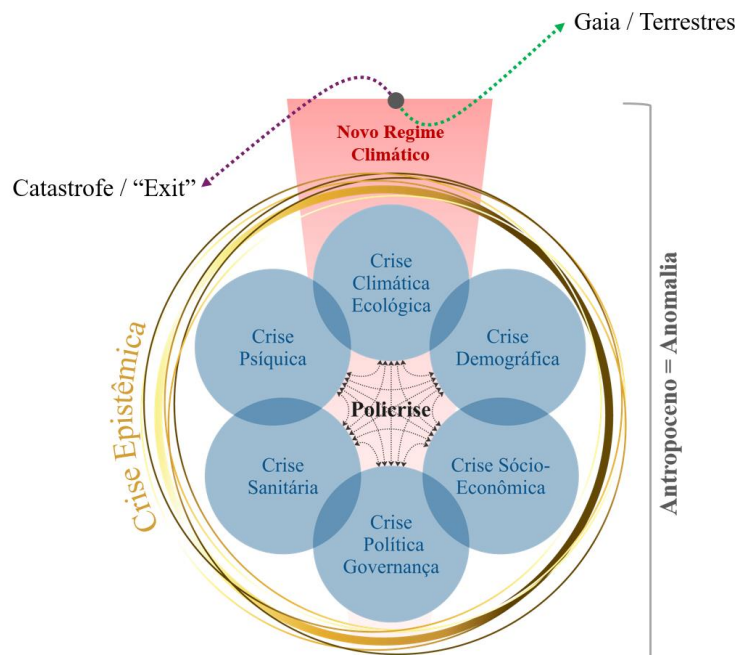 Gaia / Terrestres
Novo Regime
Climático
Catastrofe / “Exit”
Crise
Climática
Ecológica
Crise
Psíquica
Crise
Demográfica
Crise Epistêmica
Policrise
Crise
Sanitária
Crise Sócio-
Econômica
Crise
Política
Governança
Antropoceno = Anomalia